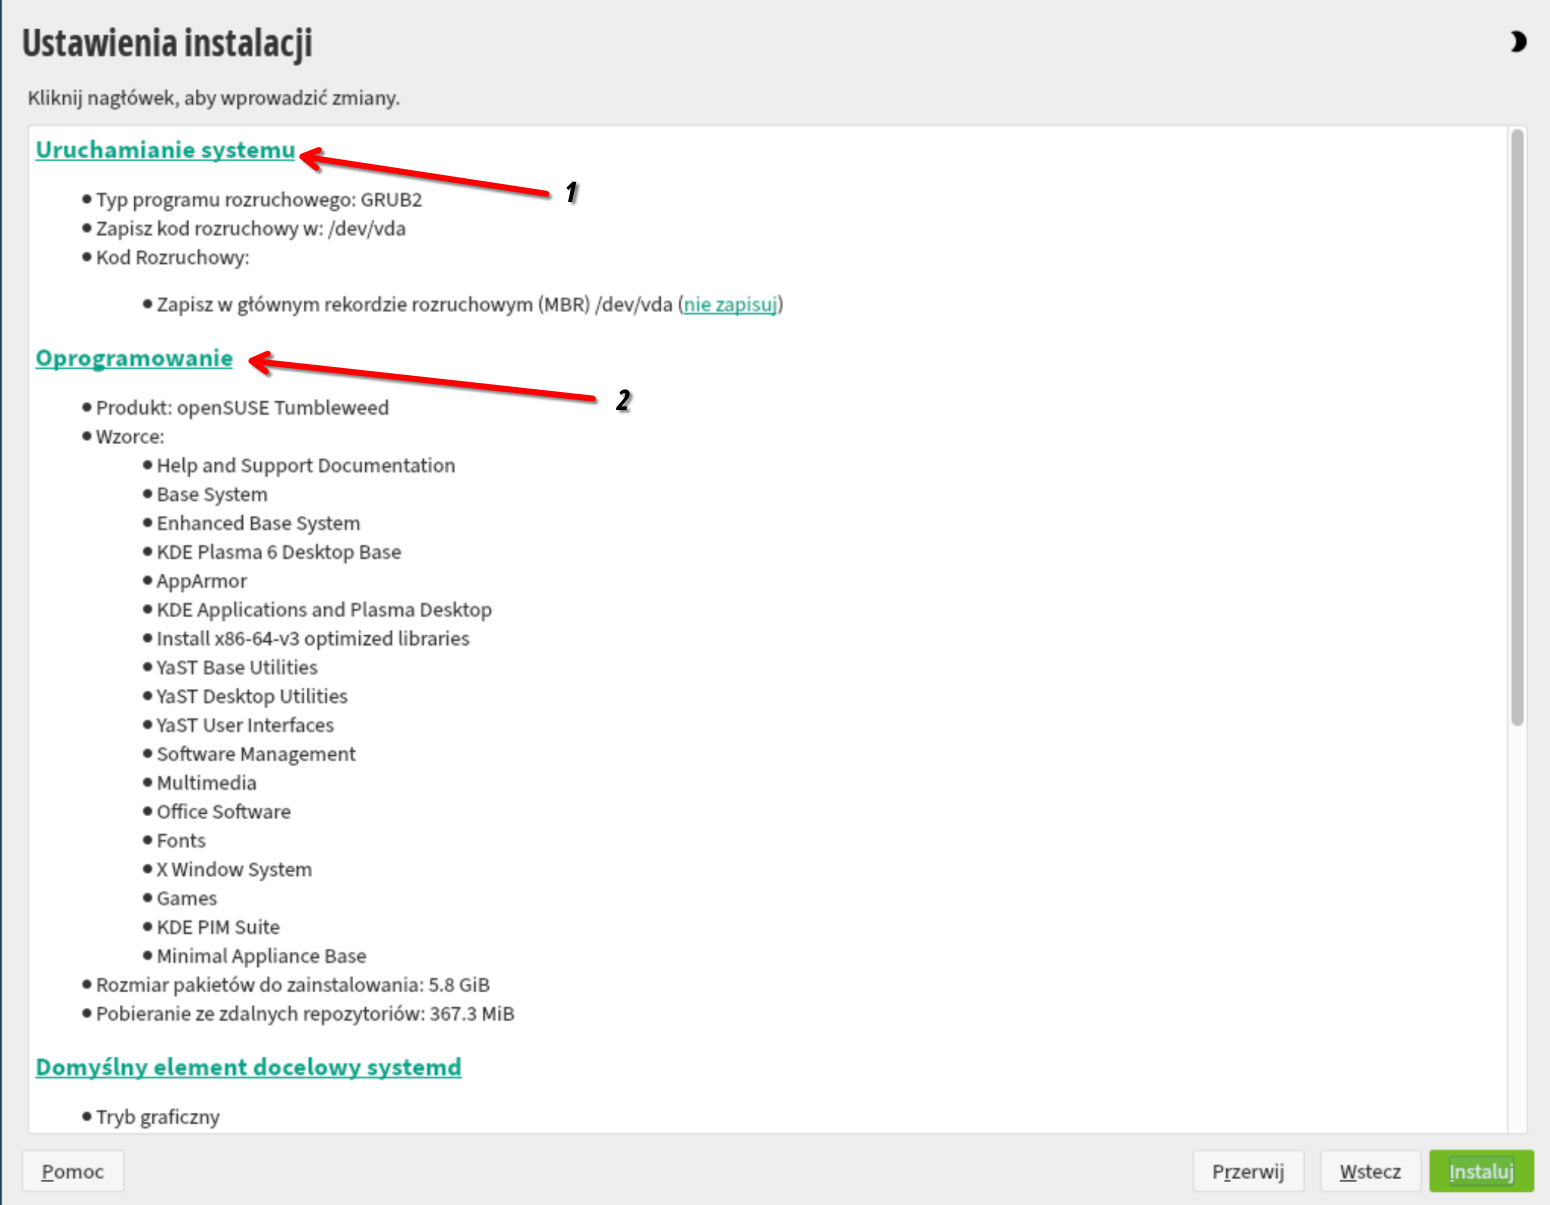 Ustawienia instalacji
Kliknij nagłówek, aby wprowadzić zmiany.
Uruchamianie systemu
1
Typ programu rozruchowego: GRUB2
Zapisz kod rozruchowy w: /dev/vda
Kod Rozruchowy:
Zapisz w głównym rekordzie rozruchowym (MBR) /dev/vda (nie zapisuj)
Oprogramowanie
2
Produkt: openSUSE Tumbleweed
Wzorce:
Help and Support Documentation
Base System
Enhanced Base System
KDE Plasma 6 Desktop Base
AppArmor
KDE Applications and Plasma Desktop
Install x86-64-v3 optimized libraries
YaST Base Utilities
YaST Desktop Utilities
YaST User Interfaces
Software Management
Multimedia
Office Software
Fonts
X Window System
Games
KDE PIM Suite
Minimal Appliance Base
Rozmiar pakietów do zainstalowania: 5.8 GiB
Pobieranie ze zdalnych repozytoriów: 367.3 MiB
Domyślny element docelowy systemd
Tryb graficzny
Pomoc Przerwij Wstecz Instaluj